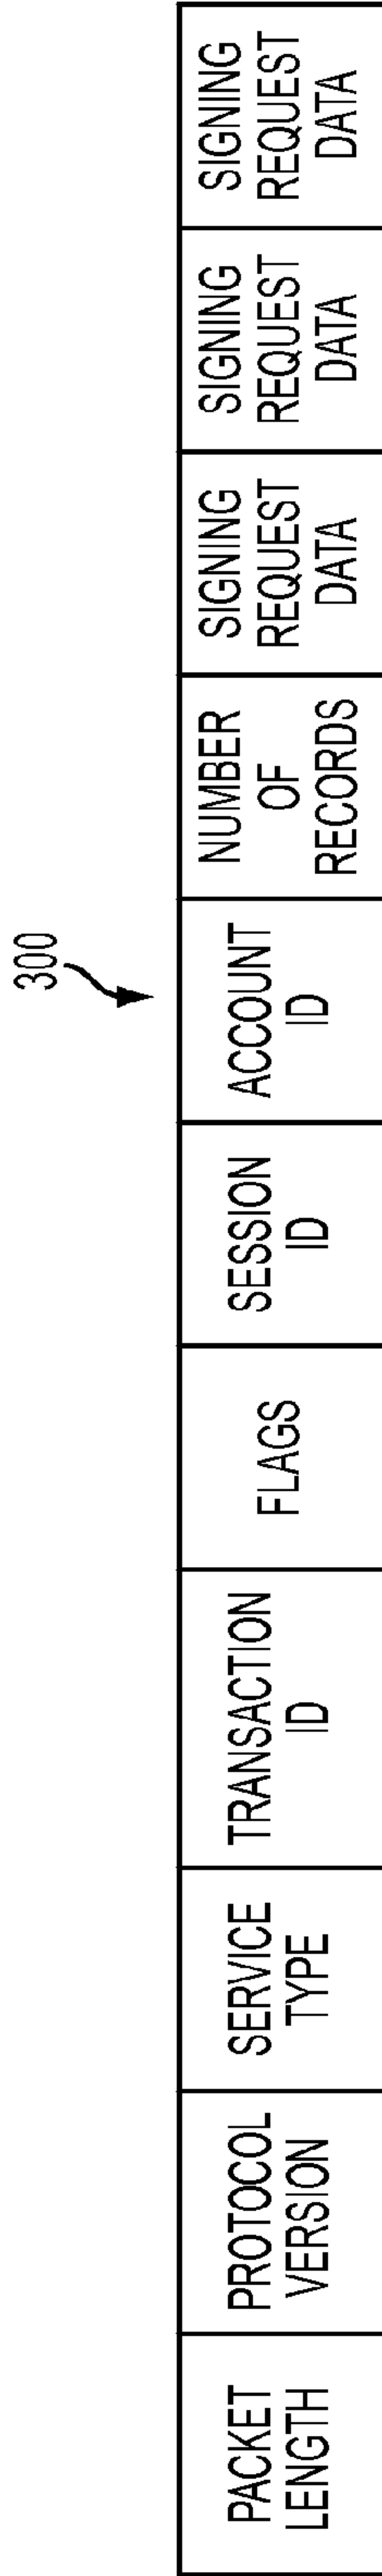 300
PACKET
LENGTH
PROTOCOL
VERSION
SERVICE
TYPE
TRANSACTION
ID
FLAGS
SESSION
ID
ACCOUNT
ID
NUMBER
OF
RECORDS
SIGNING
REQUEST
DATA
SIGNING
REQUEST
DATA
SIGNING
REQUEST
DATA